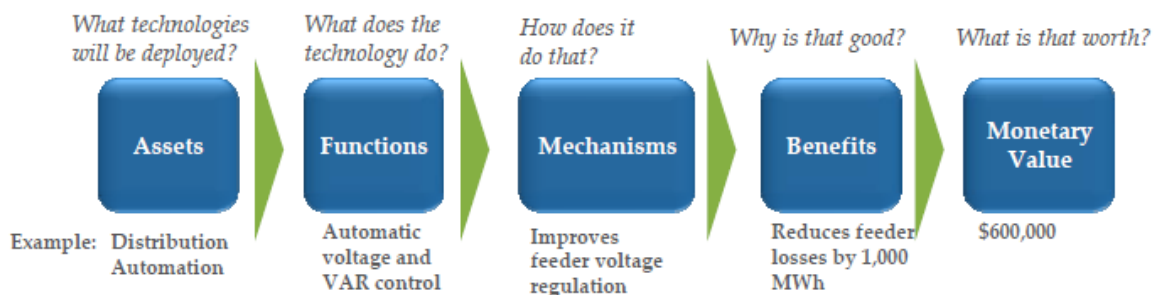 What technologies
will be deployed?
What does the
technology do?
How does it
do that?
Why is that good?
What is that worth?
Assets
Functions
Mechanisms
Benefits
Monetary
Value
Example:
Distribution
Automation
Automatic
voltage and
VAR control
Improves
feeder voltage
regulation
Reduces feeder
losses by 1,000
MWh
$600,000